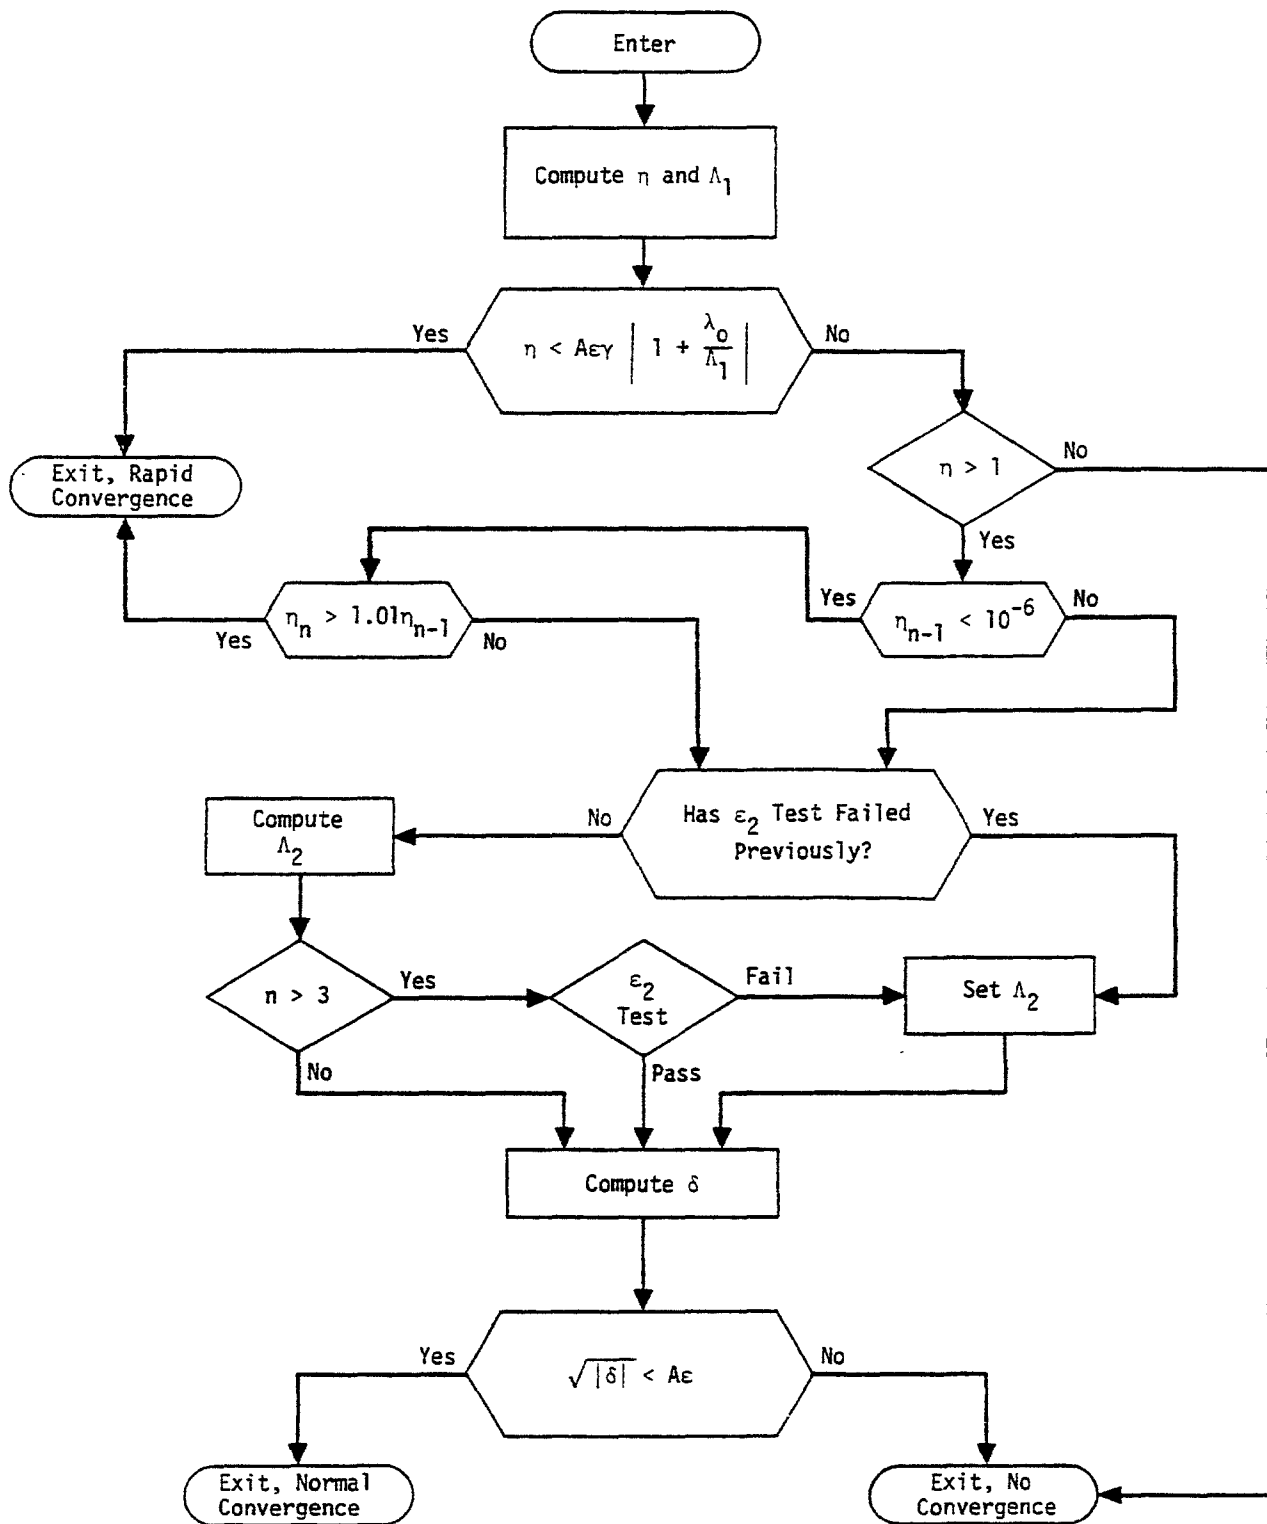 Enter
Compute η and Λ₁
Yes
η < Aεγ | 1 + λ₀/Λ₁ |
No
Exit, Rapid
Convergence
η > 1
No
Yes
ηₙ > 1.01ηₙ₋₁
Yes
No
Yes
ηₙ₋₁ < 10⁻⁶
No
Compute
Λ₂
No
Has ε₂ Test Failed
Previously?
Yes
n > 3
Yes
No
ε₂
Test
Fail
Pass
Set Λ₂
Compute δ
Yes
√|δ| < Aε
No
Exit, Normal
Convergence
Exit, No
Convergence